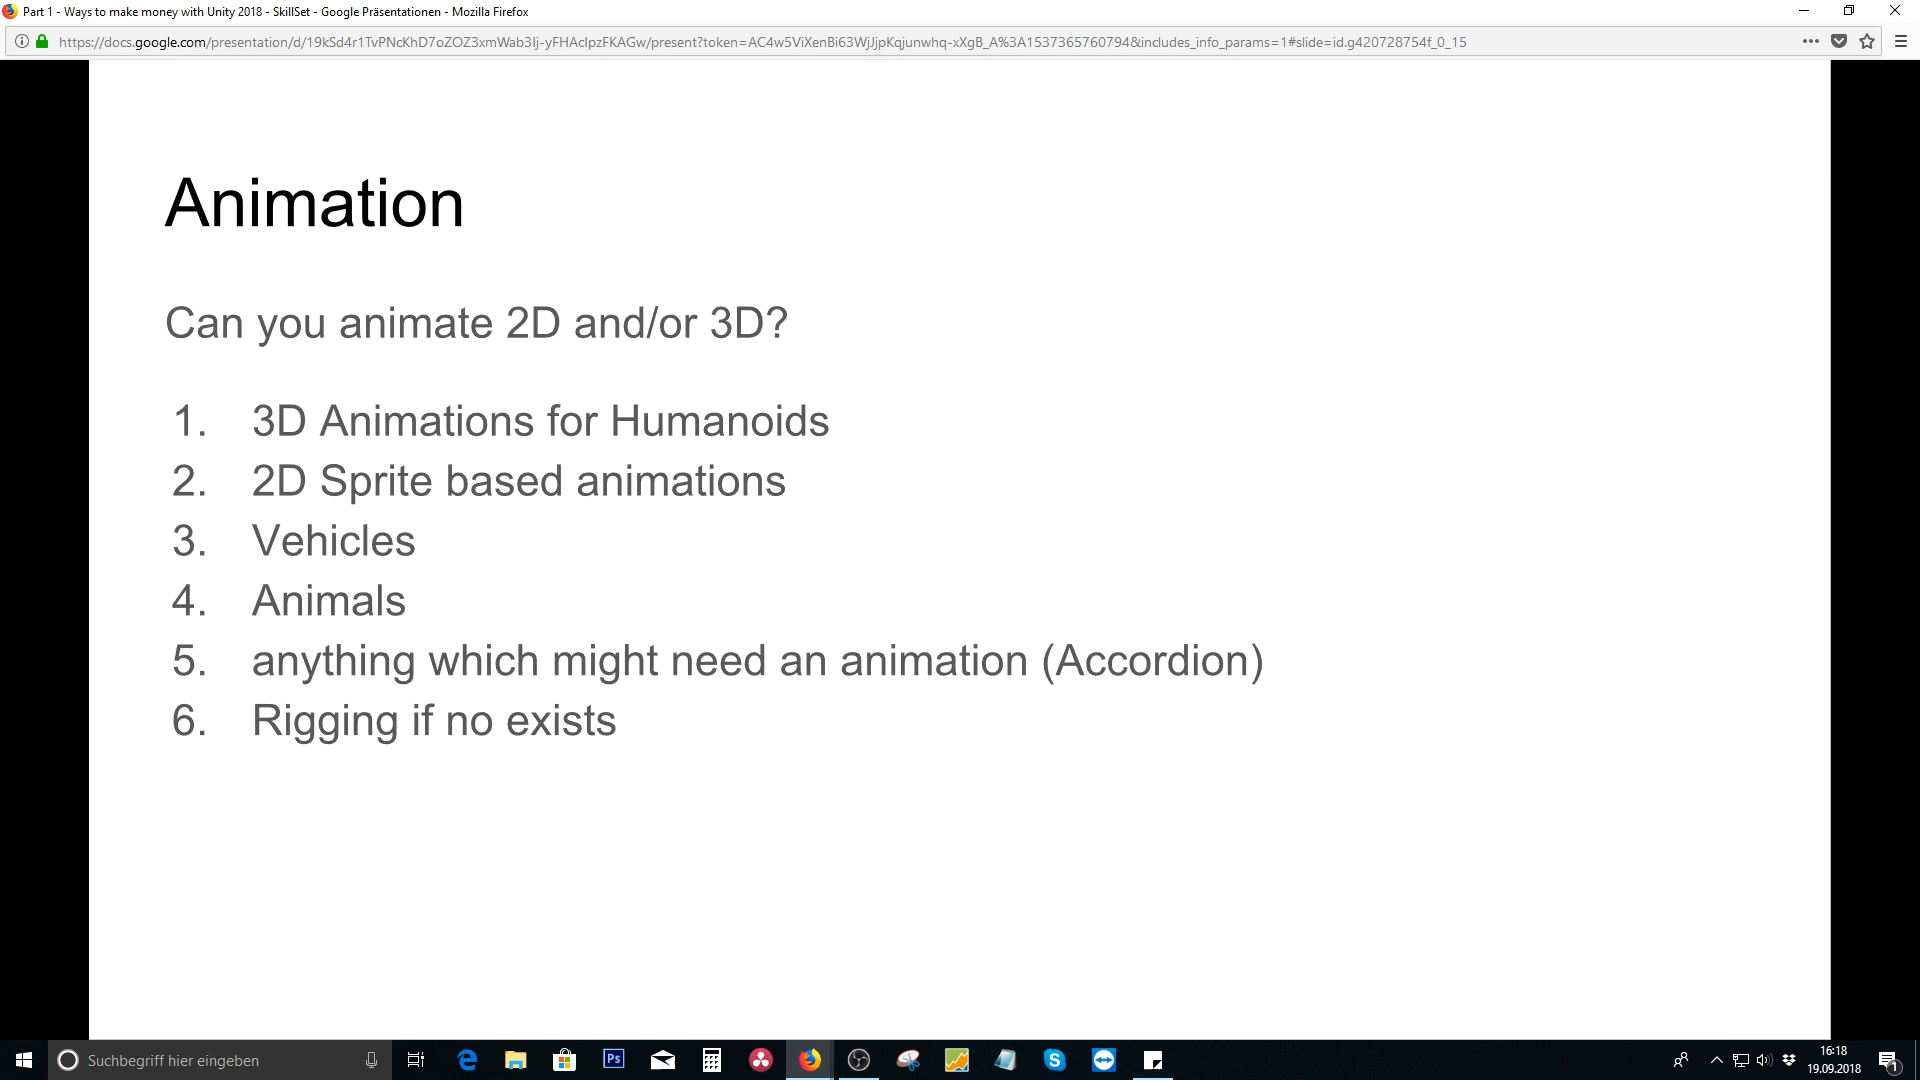 Part 1 - Ways to make money with Unity 2018 - SkillSet - Google Präsentationen - Mozilla Firefox
https://docs.google.com/presentation/d/19kSd4r1TvPNcKhD7oZOZ3xmWab3Ij-yFHAcIpzFKAGw/present?token=AC4w5ViXenBi63WjJjpKqjunwhq-xXgB_A%3A1537365760794&includes_info_params=1#slide=id.g420728754f_0_15
Animation
Can you animate 2D and/or 3D?
1. 3D Animations for Humanoids
2. 2D Sprite based animations
3. Vehicles
4. Animals
5. anything which might need an animation (Accordion)
6. Rigging if no exists
Suchbegriff hier eingeben
Ps
16:18
19.09.2018
1